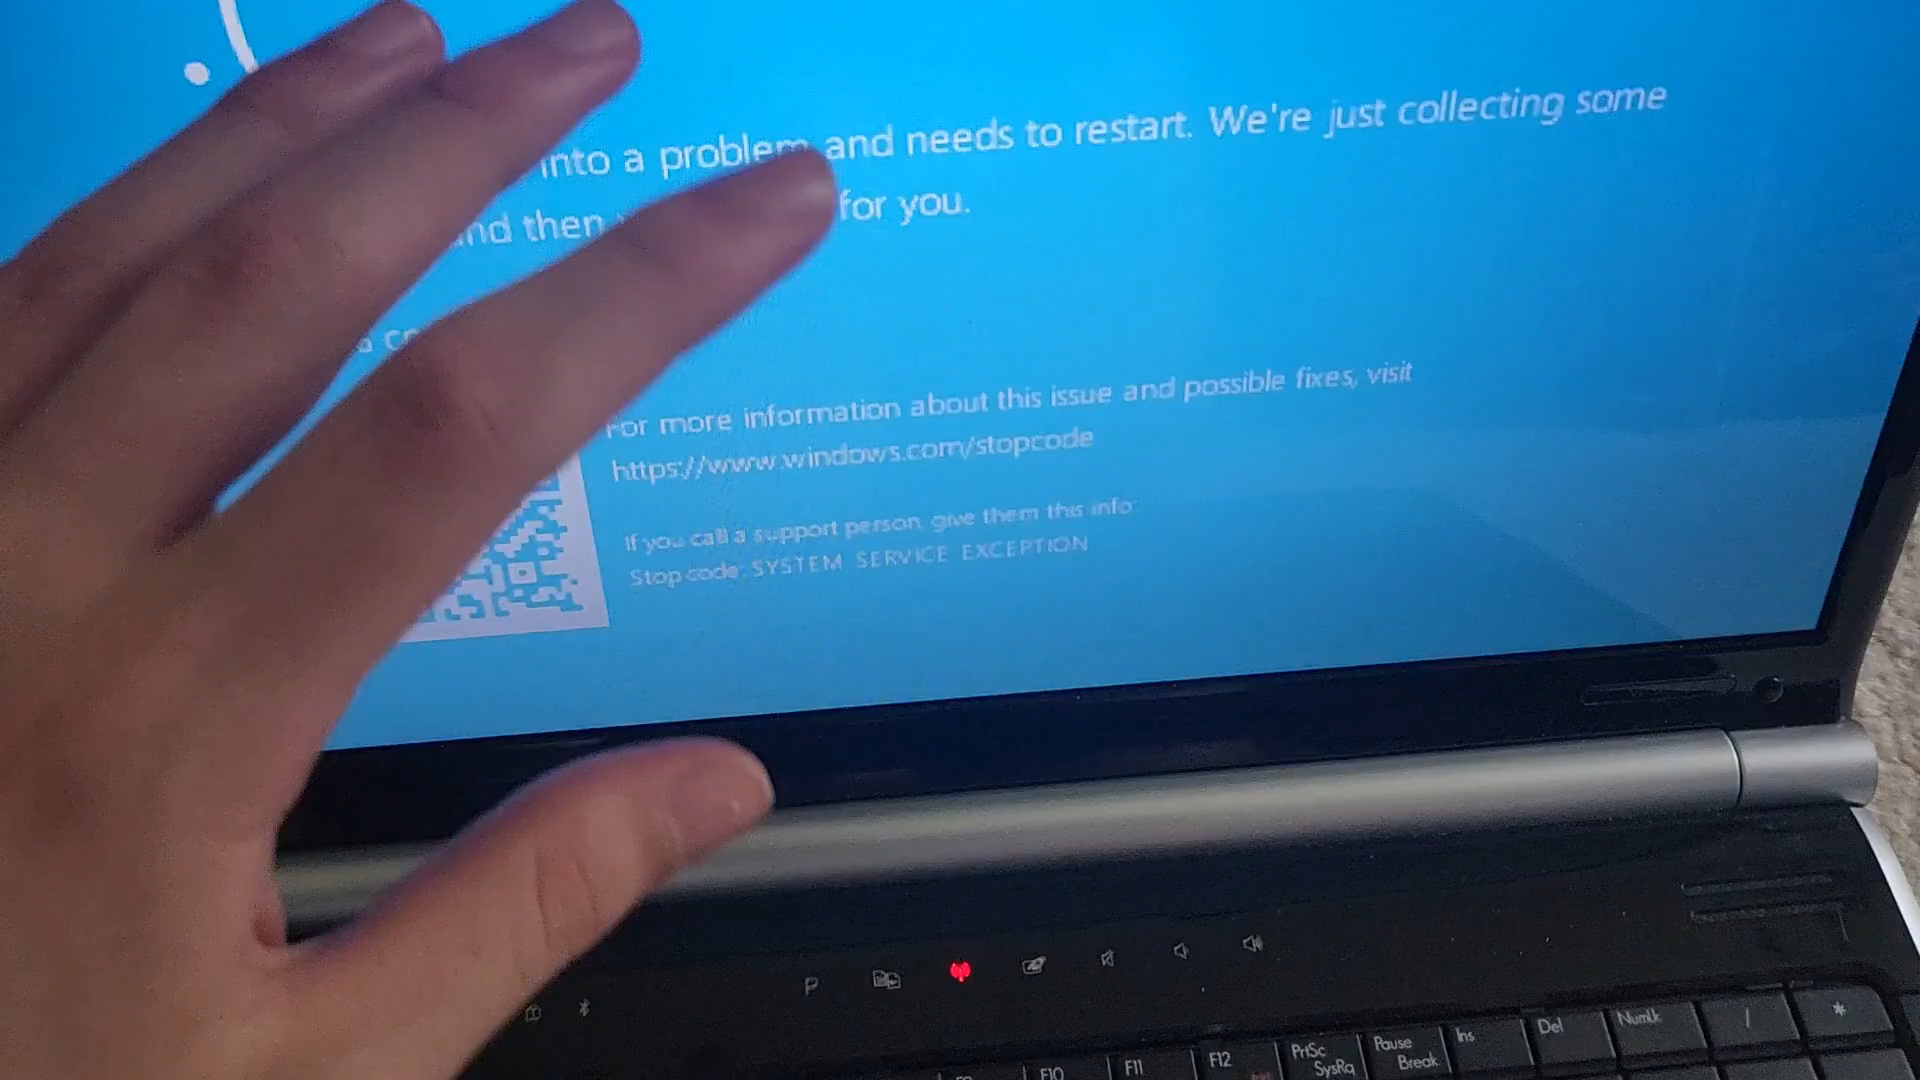 :(
into a problem and needs to restart. We're just collecting some
and then for you.
For more information about this issue and possible fixes, visit
https://www.windows.com/stopcode
If you call a support person, give them this info:
Stop code: SYSTEM SERVICE EXCEPTION
P
F10
F11
F12
PrtSc
SysRq
Pause
Break
Ins
Del
NumLk
/
*